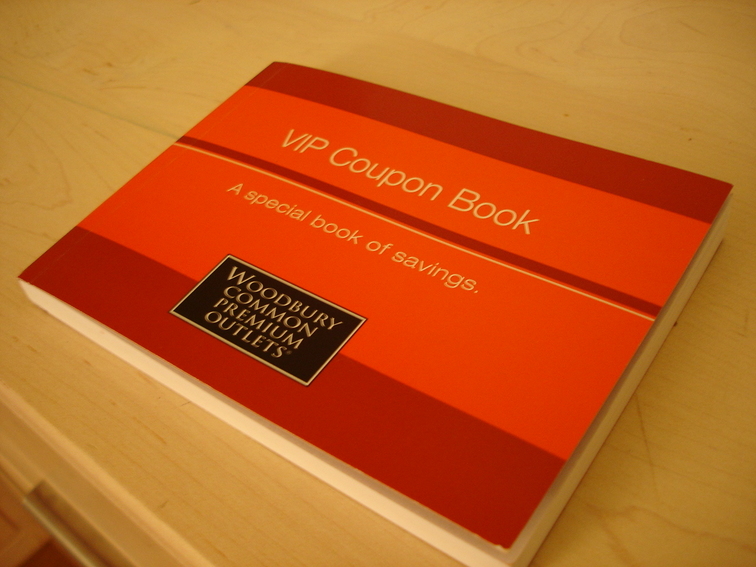 VIP Coupon Book
A special book of savings.
WOODBURY
COMMON
PREMIUM
OUTLETS®